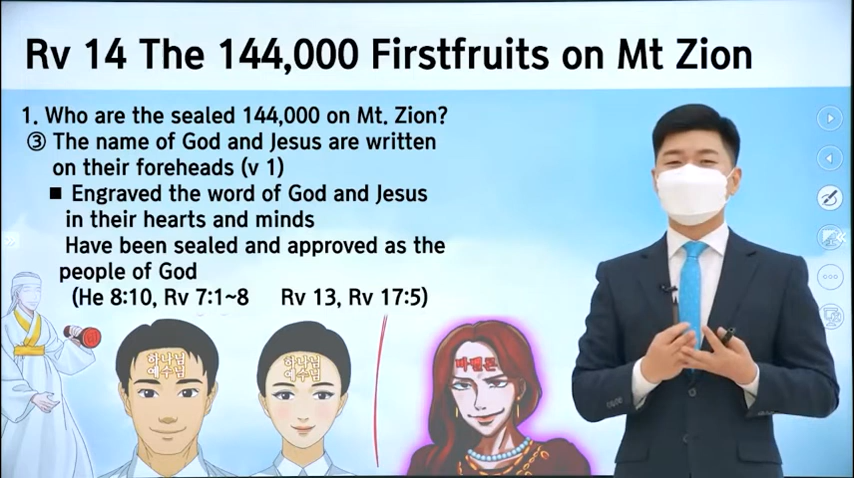 Rv 14 The 144,000 Firstfruits on Mt Zion
1. Who are the sealed 144,000 on Mt. Zion?
③ The name of God and Jesus are written
on their foreheads (v 1)
■ Engraved the word of God and Jesus
in their hearts and minds
Have been sealed and approved as the
people of God
(He 8:10, Rv 7:1~8 Rv 13, Rv 17:5)
하나님
예수님
하나님
예수님
바벨론